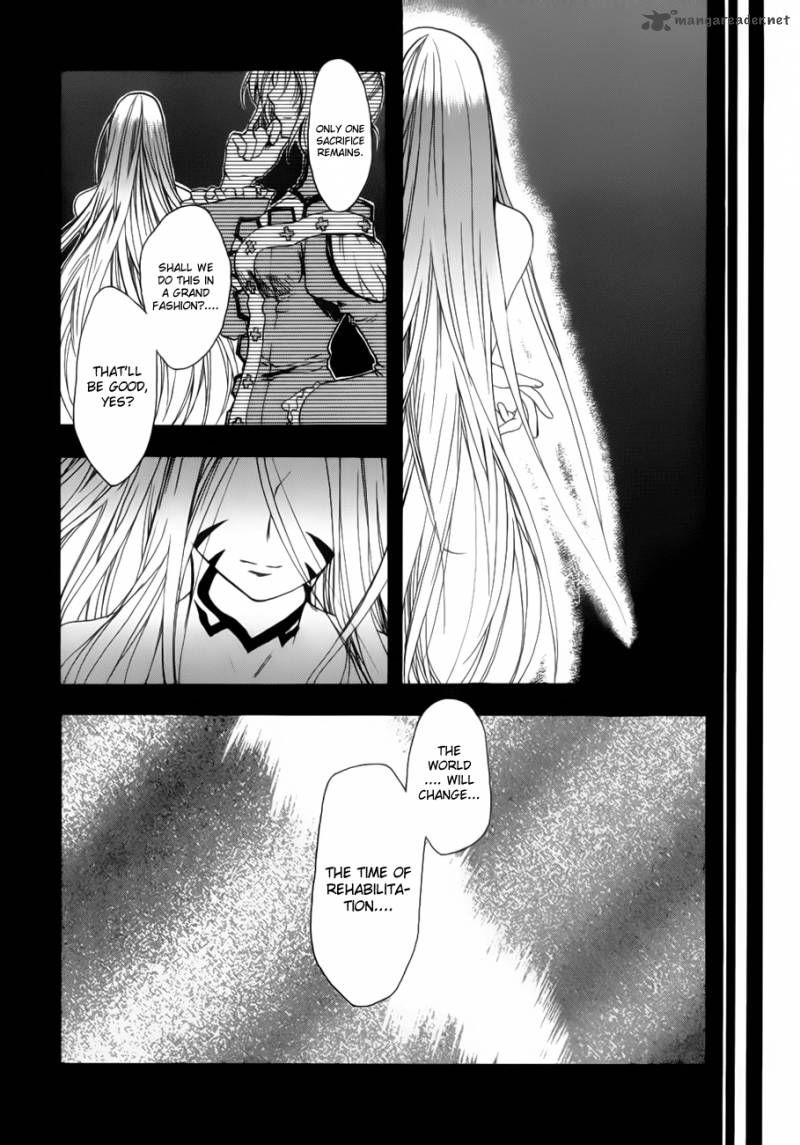 mangareader.net
ONLY ONE
SACRIFICE
REMAINS.
SHALL WE
DO THIS IN
A GRAND
FASHION?....
THAT'LL
BE GOOD,
YES?
THE
WORLD
.... WILL
CHANGE...
THE TIME OF
REHABILITA-
TION....